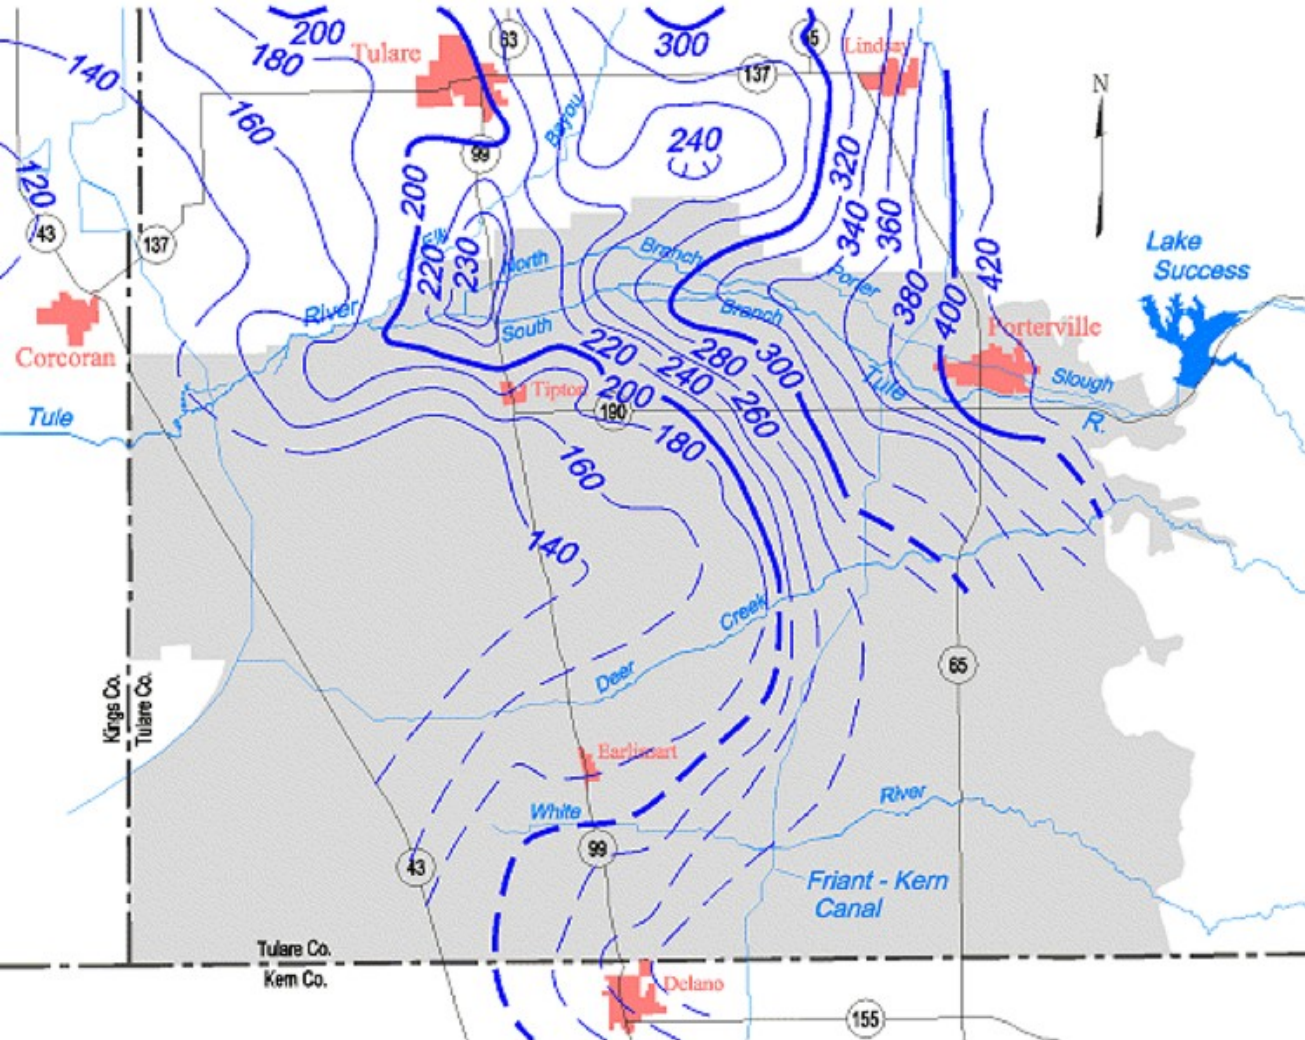 200
63
300
65
Lindsay
Tulare
180
140
137
N
160
Bayou
240
320
99
120
200
43
137
340
360
Lake
Success
Elk
220
230
North
Branch
Porter
380
400
420
River
South
Branch
Porterville
Corcoran
220
280
300
240
Slough
Tule
Tipton
200
190
260
Tule
R.
180
160
140
Creek
Deer
65
Kings Co.
Tulare Co.
Earlimart
White
River
99
43
Friant - Kern
Canal
Tulare Co.
Kern Co.
Delano
155